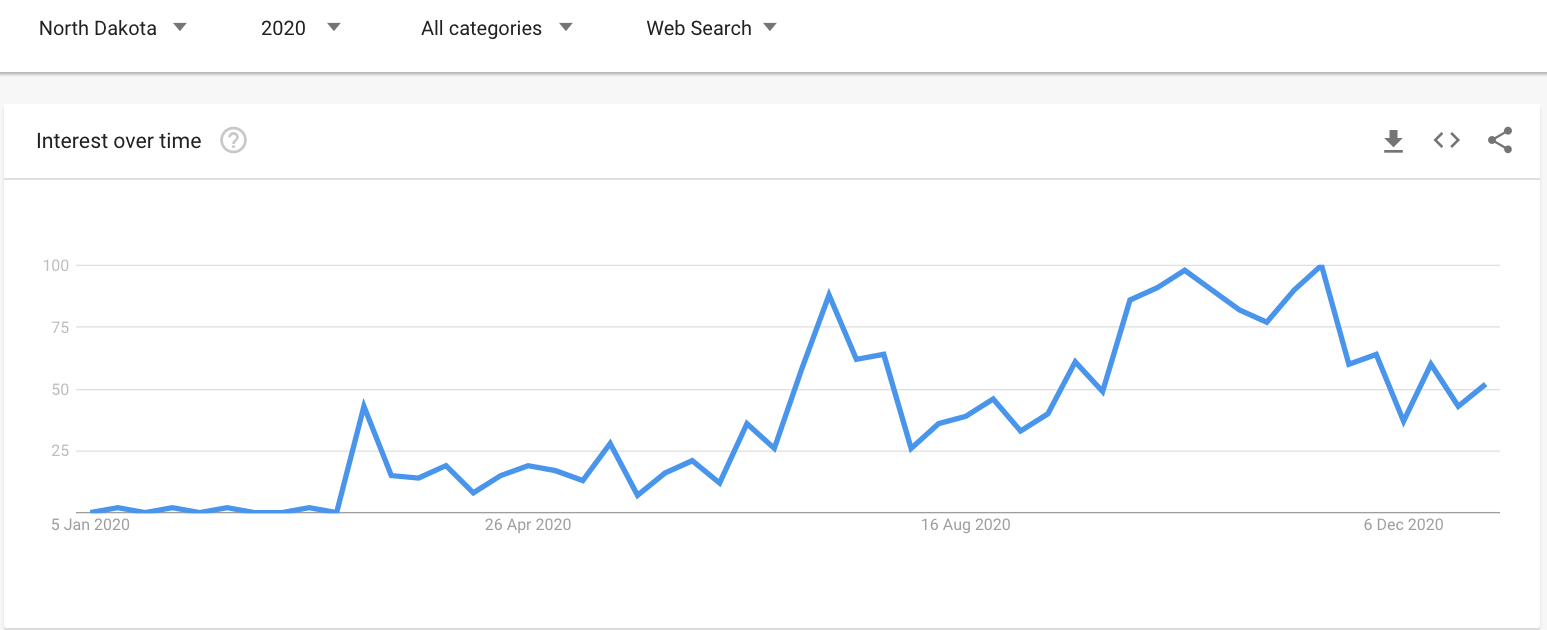 North Dakota 2020 All categories Web Search
Interest over time ?
100
75
50
25
5 Jan 2020 26 Apr 2020 16 Aug 2020 6 Dec 2020